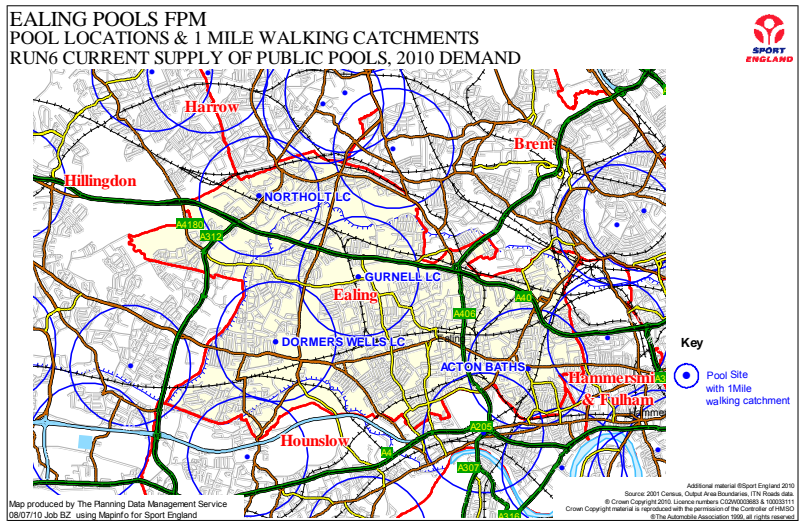 EALING POOLS FPM
POOL LOCATIONS & 1 MILE WALKING CATCHMENTS
RUN6 CURRENT SUPPLY OF PUBLIC POOLS, 2010 DEMAND
SPORT
ENGLAND
Harrow
Brent
Hillingdon
NORTHOLT LC
A4180
A312
GURNELL LC
Ealing
A40
A406
DORMERS WELLS LC
Ealin
ACTON BATHS
Hammersmi
& Fulham
Hammer
Hounslow
A205
A4
A307
A316
Key
Pool Site
with 1Mile
walking catchment
Map produced by The Planning Data Management Service
08/07/10 Job BZ using Mapinfo for Sport England
Additional material ®Sport England 2010
Source: 2001 Census, Output Area Boundaries, ITN Roads data.
® Crown Copyright 2010. Licence numbers C02W0003683 & 100033111
Crown Copyright material is reproduced with the permission of the Controller of HMSO
®The Automobile Association 1999, all rights reserved